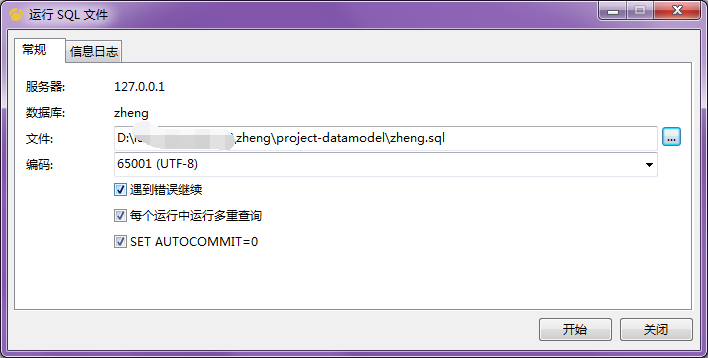 运行 SQL 文件
常规 信息日志
服务器: 127.0.0.1
数据库: zheng
文件: D:\ \zheng\project-datamodel\zheng.sql ...
编码: 65001 (UTF-8)
遇到错误继续
每个运行中运行多重查询
SET AUTOCOMMIT=0
开始 关闭